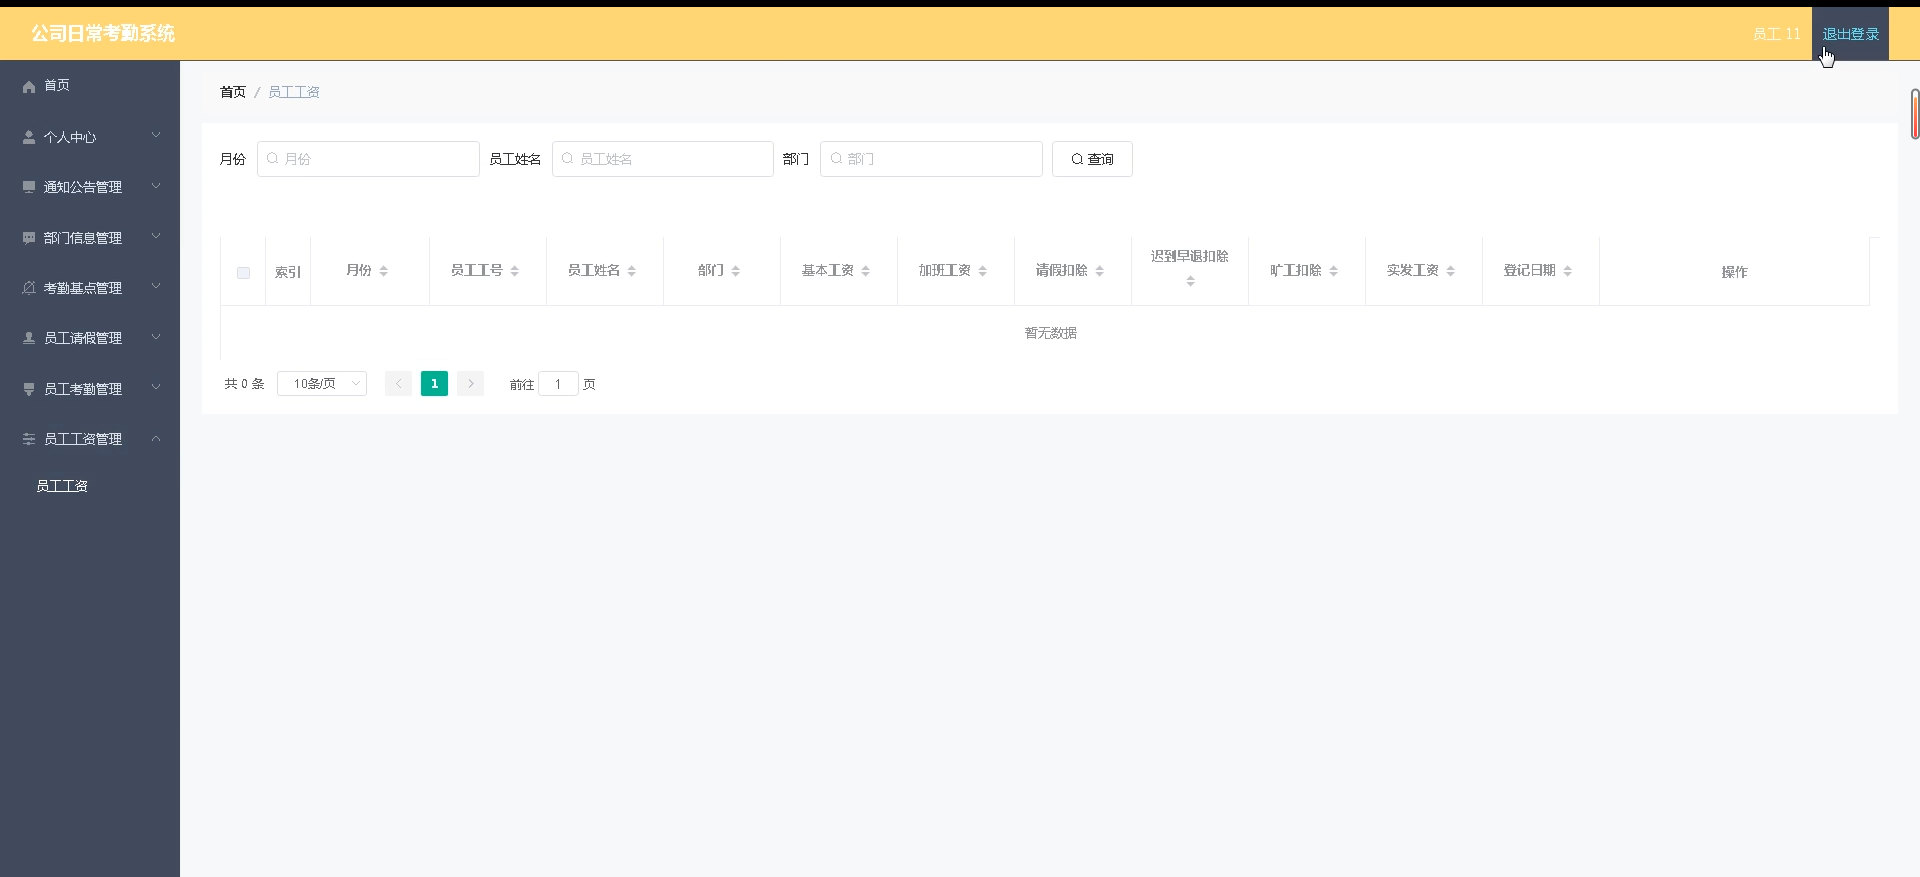 公司日常考勤系统
员工 11
退出登录
首页
个人中心
通知公告管理
部门信息管理
考勤基点管理
员工请假管理
员工考勤管理
员工工资管理
员工工资
首页 / 员工工资
月份 月份 员工姓名 员工姓名 部门 部门 查询
索引 月份 员工工号 员工姓名 部门 基本工资 加班工资 请假扣除 迟到早退扣除 旷工扣除 实发工资 登记日期 操作
暂无数据
共 0 条 10条/页 1 前往 1 页